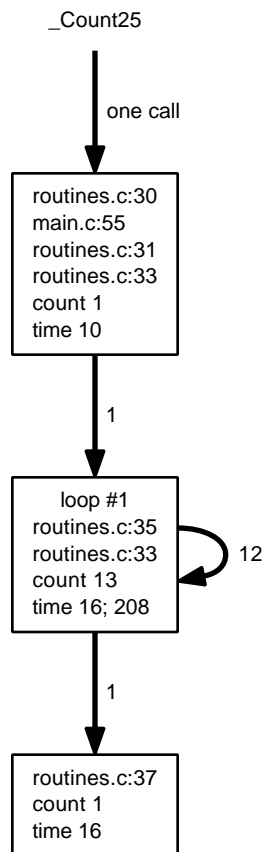 _Count25
one call
routines.c:30
main.c:55
routines.c:31
routines.c:33
count 1
time 10
1
loop #1
routines.c:35
routines.c:33
count 13
time 16; 208
12
1
routines.c:37
count 1
time 16